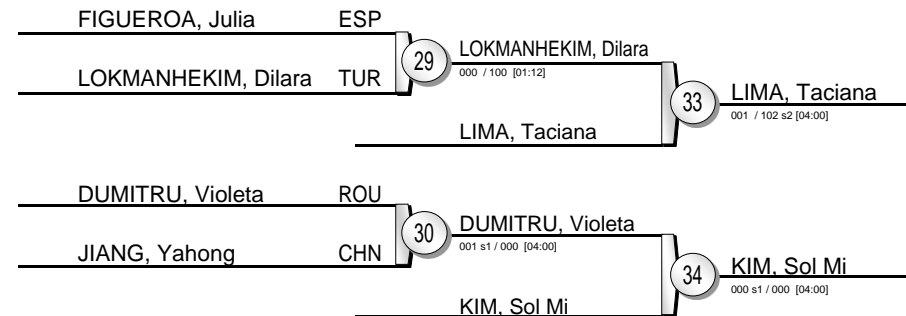 FIGUEROA, Julia ESP
LOKMANHEKIM, Dilara TUR
29
LOKMANHEKIM, Dilara
000 / 100 [01:12]
LIMA, Taciana
33
LIMA, Taciana
001 / 102 s2 [04:00]
DUMITRU, Violeta ROU
JIANG, Yahong CHN
30
DUMITRU, Violeta
001 s1 / 000 [04:00]
KIM, Sol Mi
34
KIM, Sol Mi
000 s1 / 000 [04:00]